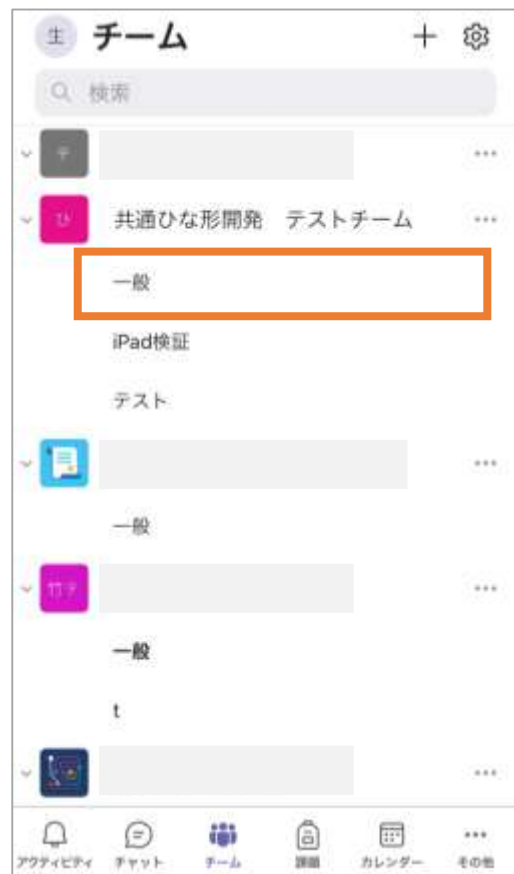 生 チーム
検索
テ
ひ 共通ひな形開発 テストチーム
一般
iPad検証
テスト
一般
竹テ
一般
t
アクティビティ チャット チーム 課題 カレンダー その他